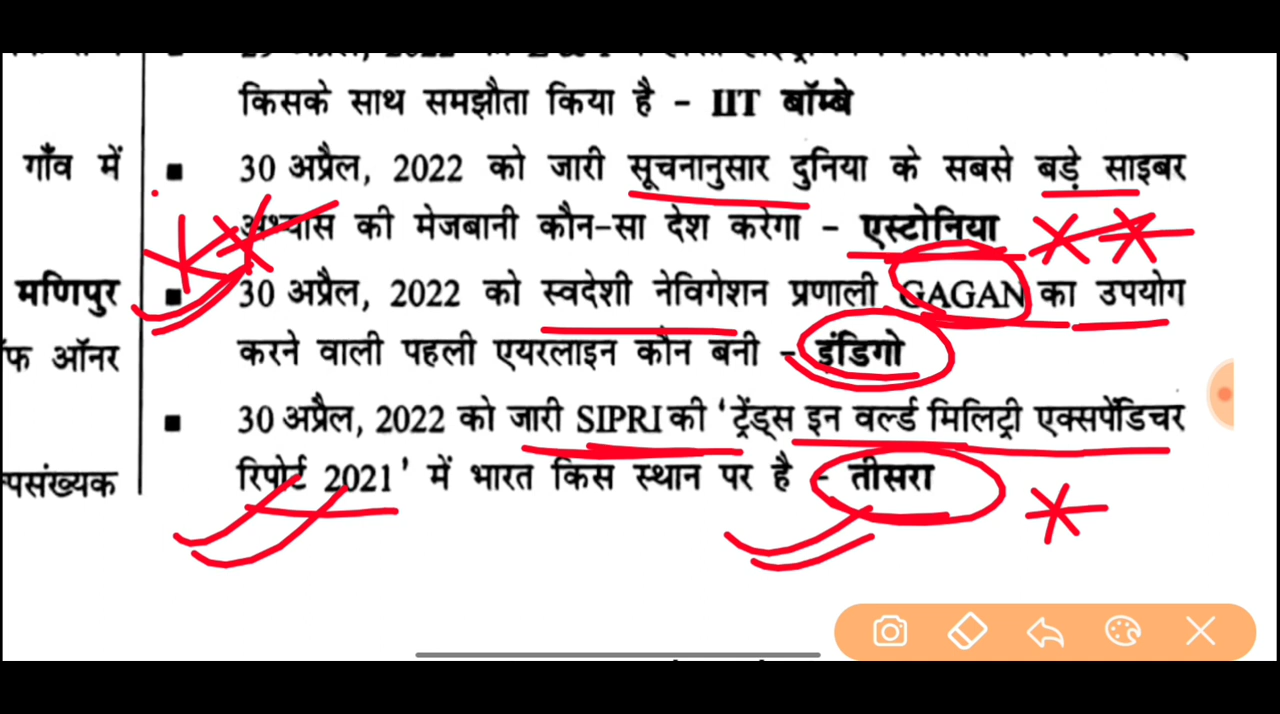 किसके साथ समझौता किया है - IIT बॉम्बे
गाँव में
■ 30 अप्रैल, 2022 को जारी सूचनानुसार दुनिया के सबसे बड़े साइबर
अभ्यास की मेजबानी कौन-सा देश करेगा - एस्टोनिया
मणिपुर
■ 30 अप्रैल, 2022 को स्वदेशी नेविगेशन प्रणाली GAGAN का उपयोग
ऑनर
करने वाली पहली एयरलाइन कौन बनी - इंडिगो
■ 30 अप्रैल, 2022 को जारी SIPRI की 'ट्रेंड्स इन वर्ल्ड मिलिट्री एक्सपेंडिचर
रिपोर्ट 2021' में भारत किस स्थान पर है - तीसरा